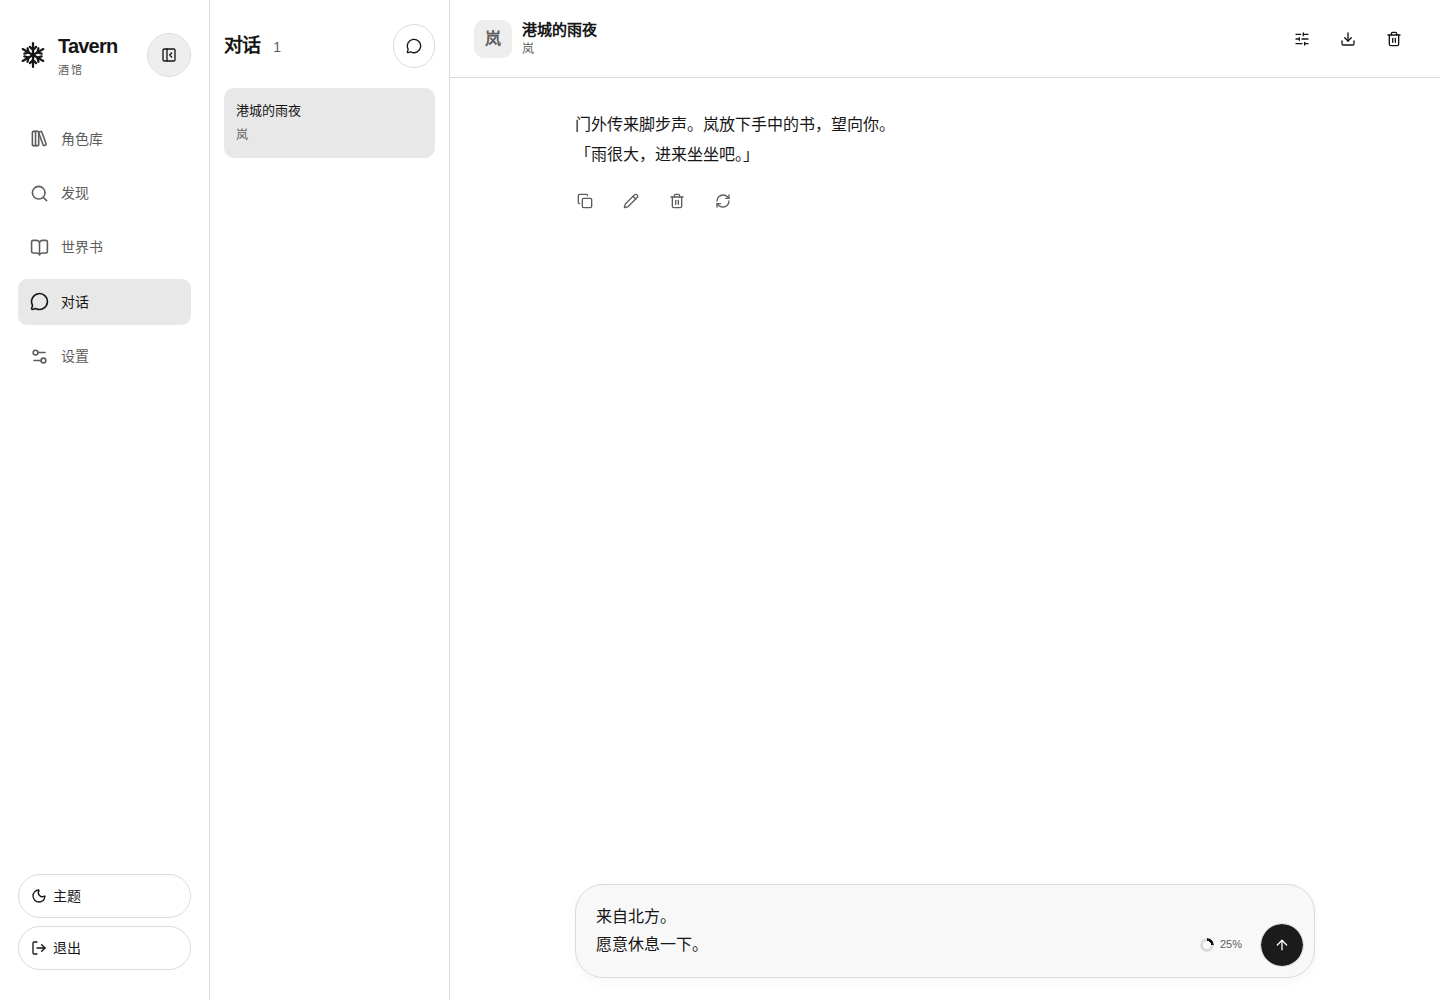 Tavern
酒馆
角色库
发现
世界书
对话
设置
主题
退出
对话 1
港城的雨夜
岚
岚
港城的雨夜
岚
门外传来脚步声。岚放下手中的书，望向你。
「雨很大，进来坐坐吧。」
来自北方。
愿意休息一下。
25%